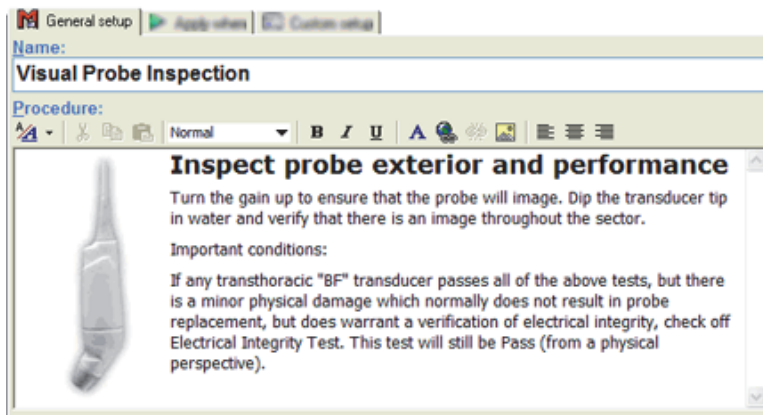 General setup
Name:
Visual Probe Inspection
Procedure:
Normal
B I U A
Inspect probe exterior and performance
Turn the gain up to ensure that the probe will image. Dip the transducer tip
in water and verify that there is an image throughout the sector.
Important conditions:
If any transthoracic "BF" transducer passes all of the above tests, but there
is a minor physical damage which normally does not result in probe
replacement, but does warrant a verification of electrical integrity, check off
Electrical Integrity Test. This test will still be Pass (from a physical
perspective).